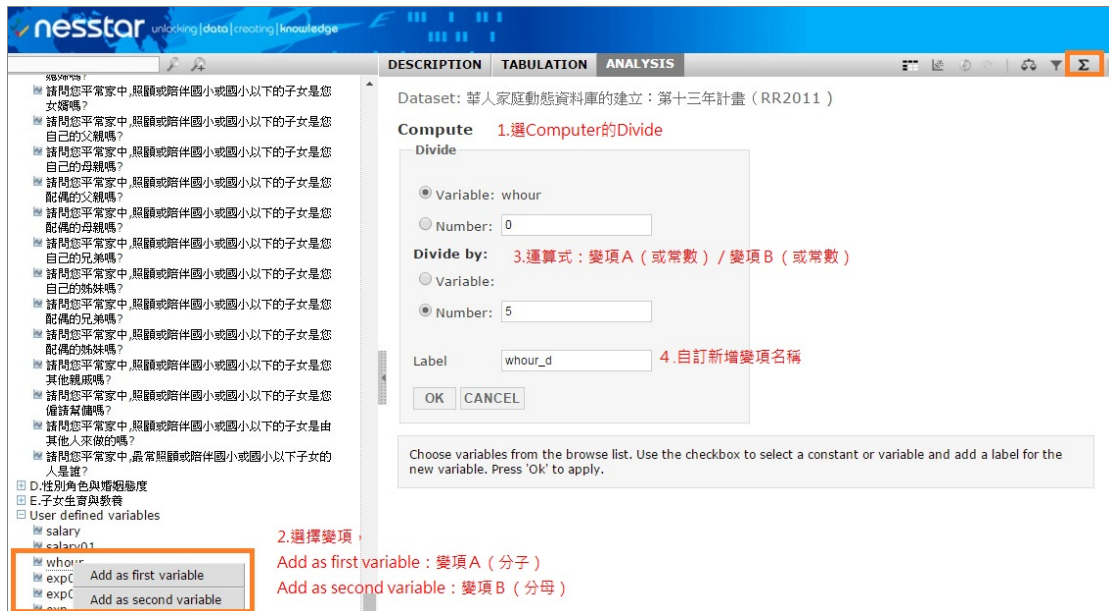 nesstar unlocking|data|creating|knowledge
DESCRIPTION TABULATION ANALYSIS
Σ
請問您平常家中,照顧或陪伴國小或國小以下的子女是您
女婿嗎?
請問您平常家中,照顧或陪伴國小或國小以下的子女是您
自己的父親嗎?
請問您平常家中,照顧或陪伴國小或國小以下的子女是您
自己的母親嗎?
請問您平常家中,照顧或陪伴國小或國小以下的子女是您
配偶的父親嗎?
請問您平常家中,照顧或陪伴國小或國小以下的子女是您
配偶的母親嗎?
請問您平常家中,照顧或陪伴國小或國小以下的子女是您
自己的兄弟嗎?
請問您平常家中,照顧或陪伴國小或國小以下的子女是您
自己的姊妹嗎?
請問您平常家中,照顧或陪伴國小或國小以下的子女是您
配偶的兄弟嗎?
請問您平常家中,照顧或陪伴國小或國小以下的子女是您
配偶的姊妹嗎?
請問您平常家中,照顧或陪伴國小或國小以下的子女是您
其他親戚嗎?
請問您平常家中,照顧或陪伴國小或國小以下的子女是您
僱請幫傭嗎?
請問您平常家中,照顧或陪伴國小或國小以下的子女是由
其他人來做的嗎?
請問您平常家中,最常照顧或陪伴國小或國小以下子女的
人是誰?
D.性別角色與婚姻態度
E.子女生育與教養
User defined variables
salary
salary01
whour
Add as first variable
Add as second variable
2.選擇變項,
Add as first variable:變項A(分子)
Add as second variable:變項B(分母)
Dataset: 華人家庭動態資料庫的建立:第十三年計畫(RR2011)
Compute 1.選Computer的Divide
Divide
Variable: whour
Number: 0
Divide by: 3.運算式:變項A(或常數)/變項B(或常數)
Variable:
Number: 5
Label whour_d 4.自訂新增變項名稱
OK CANCEL
Choose variables from the browse list. Use the checkbox to select a constant or variable and add a label for the
new variable. Press 'Ok' to apply.